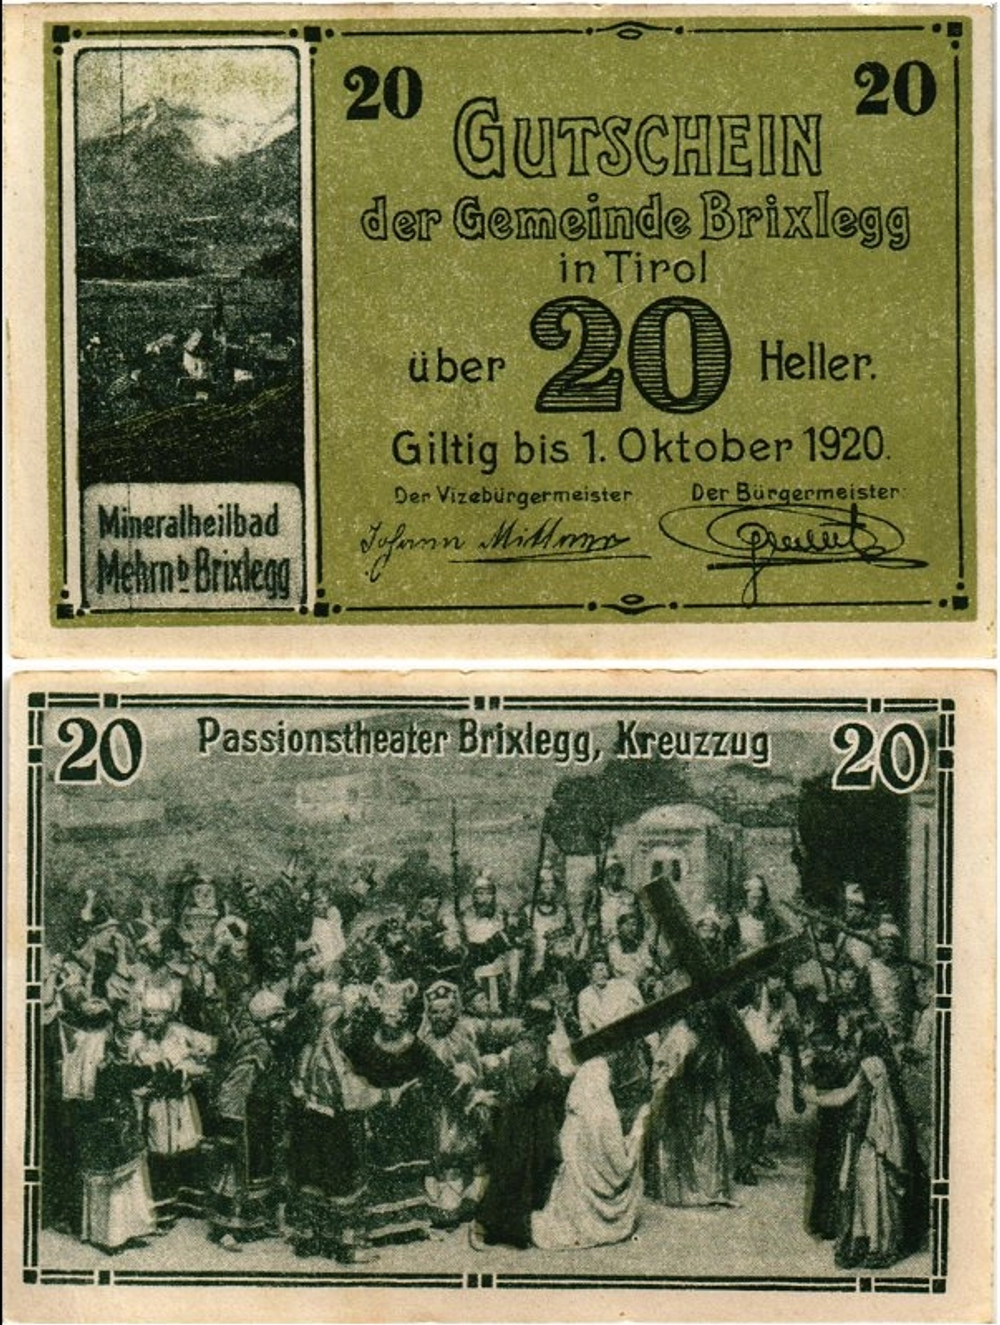 20
20
GUTSCHEIN
der Gemeinde Brixlegg
in Tirol
über 20 Heller.
Giltig bis 1. Oktober 1920.
Der Vizebürgermeister
Der Bürgermeister:
Johann Mittner
Mineralheilbad
Mehrn b Brixlegg
20
Passionstheater Brixlegg, Kreuzzug
20